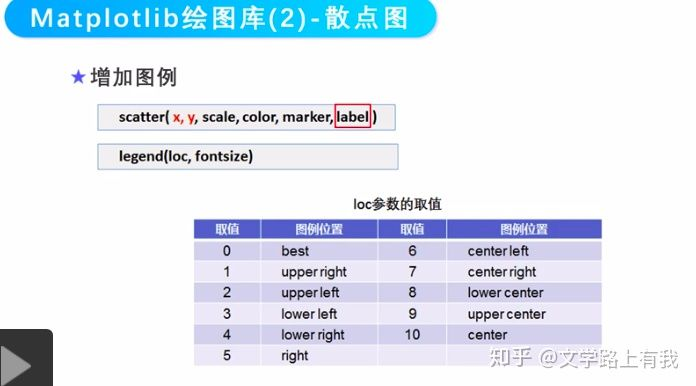 Matplotlib绘图库(2)-散点图
★增加图例
scatter( x, y, scale, color, marker, label )
legend(loc, fontsize)
loc参数的取值
取值 图例位置 取值 图例位置
0 best 6 center left
1 upper right 7 center right
2 upper left 8 lower center
3 lower left 9 upper center
4 lower right 10 center
5 right
知乎 @文学路上有我